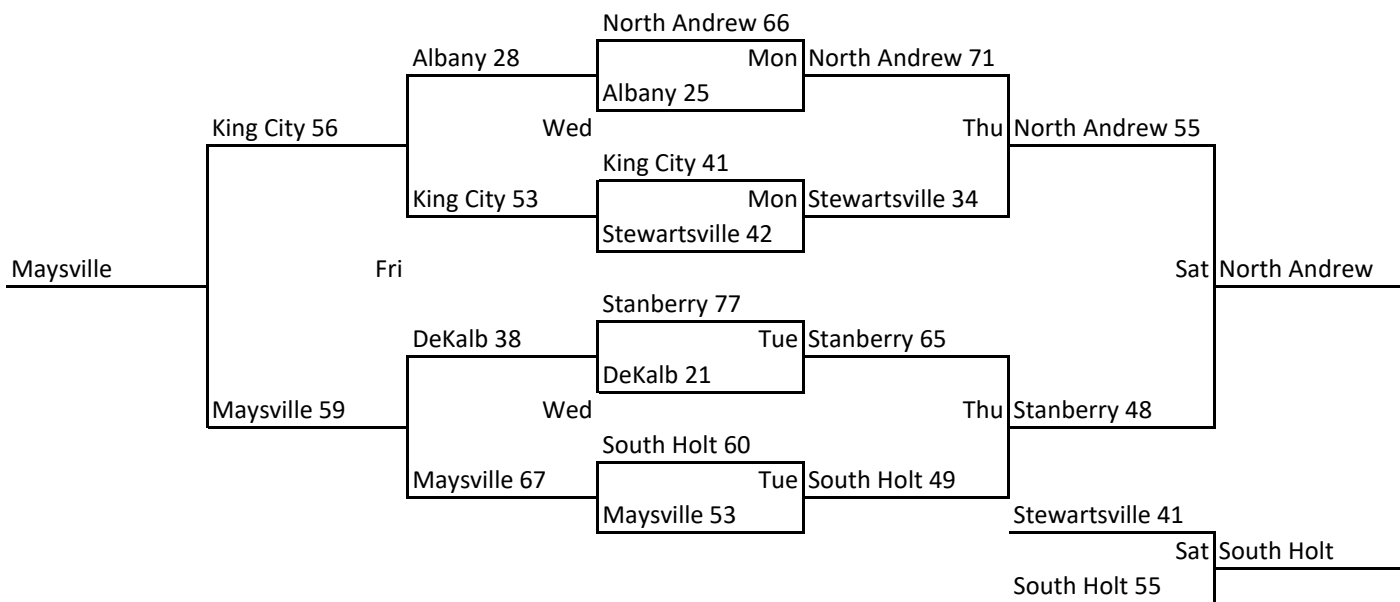 North Andrew 66
Albany 28
Mon
North Andrew 71
Albany 25
King City 56
Wed
Thu
North Andrew 55
King City 41
King City 53
Mon
Stewartsville 34
Stewartsville 42
Maysville
Fri
Sat
North Andrew
Stanberry 77
DeKalb 38
Tue
Stanberry 65
DeKalb 21
Maysville 59
Wed
Thu
Stanberry 48
South Holt 60
Maysville 67
Tue
South Holt 49
Maysville 53
Stewartsville 41
Sat
South Holt
South Holt 55